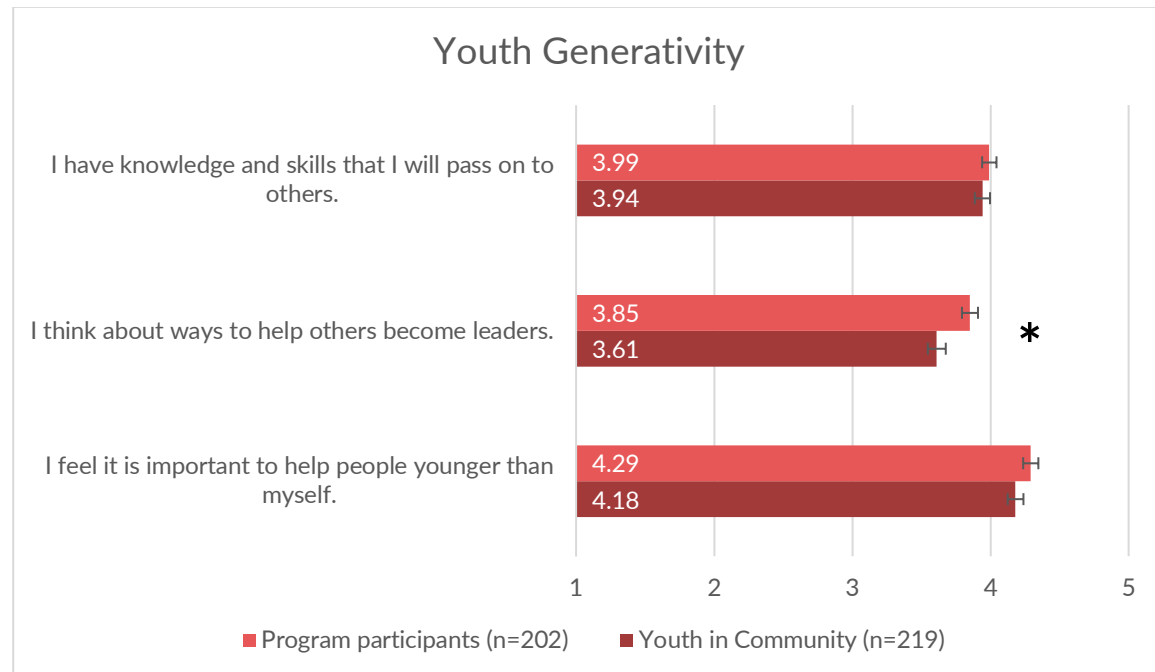 Youth Generativity
I have knowledge and skills that I will pass on to
others.
3.99
3.94
I think about ways to help others become leaders.
3.85
3.61
*
I feel it is important to help people younger than
myself.
4.29
4.18
1 2 3 4 5
Program participants (n=202) Youth in Community (n=219)